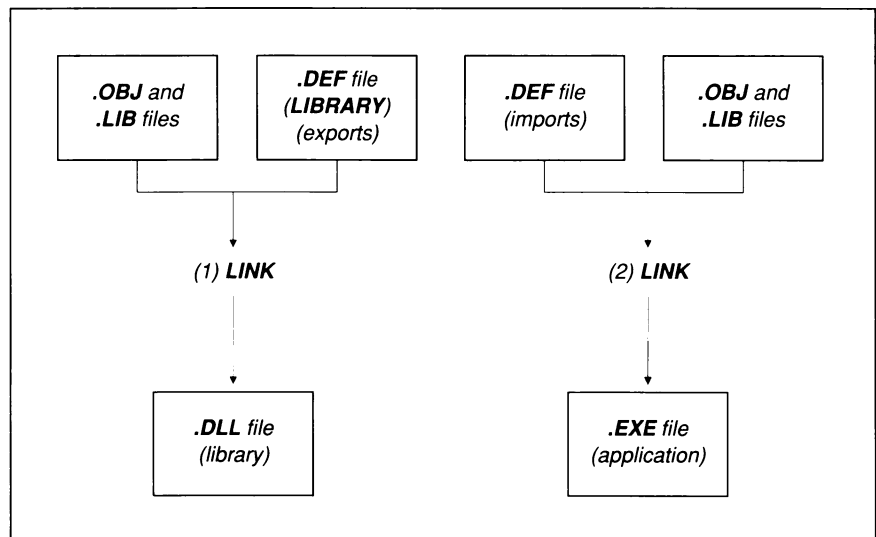 .OBJ and
.LIB files
.DEF file
(LIBRARY)
(exports)
.DEF file
(imports)
.OBJ and
.LIB files
(1) LINK
(2) LINK
.DLL file
(library)
.EXE file
(application)